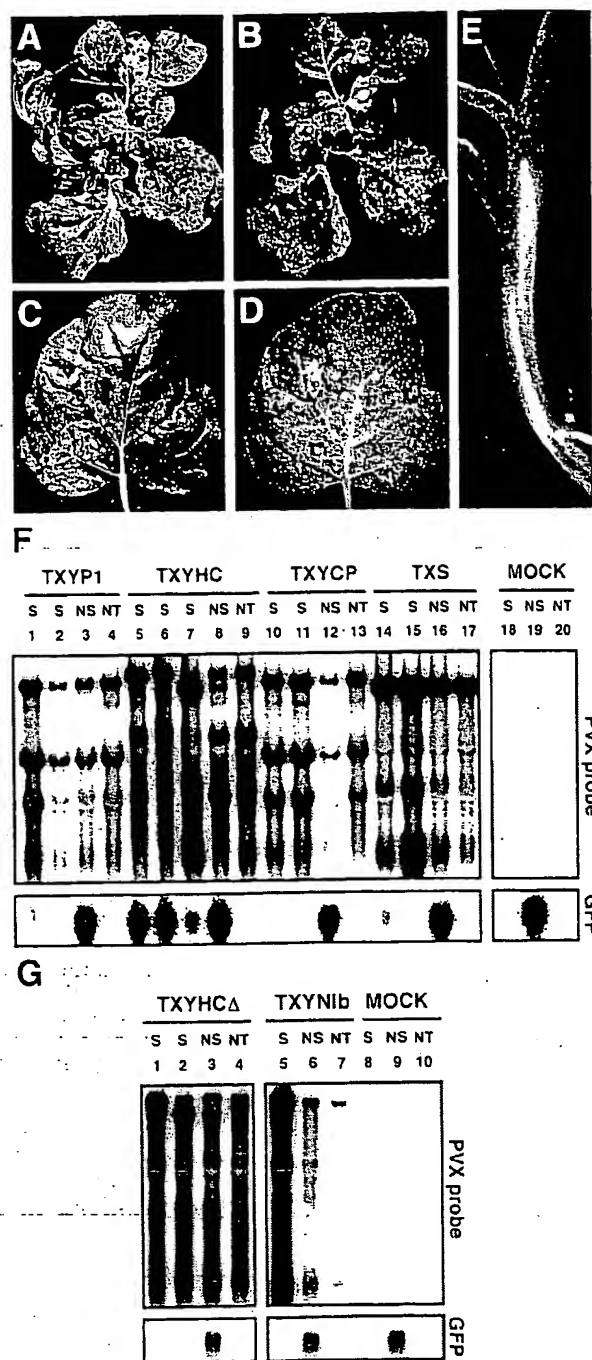 A
B
E
C
D
F
TXYP1 TXYHC TXYCP TXS MOCK
S S NS NT S S S NS NT S S NS NT S S NS NT S NS NT
1 2 3 4 5 6 7 8 9 10 11 12 13 14 15 16 17 18 19 20
PVX probe
GFP
G
TXYHCΔ TXYNIb MOCK
S S NS NT S NS NT S NS NT
1 2 3 4 5 6 7 8 9 10
PVX probe
GFP